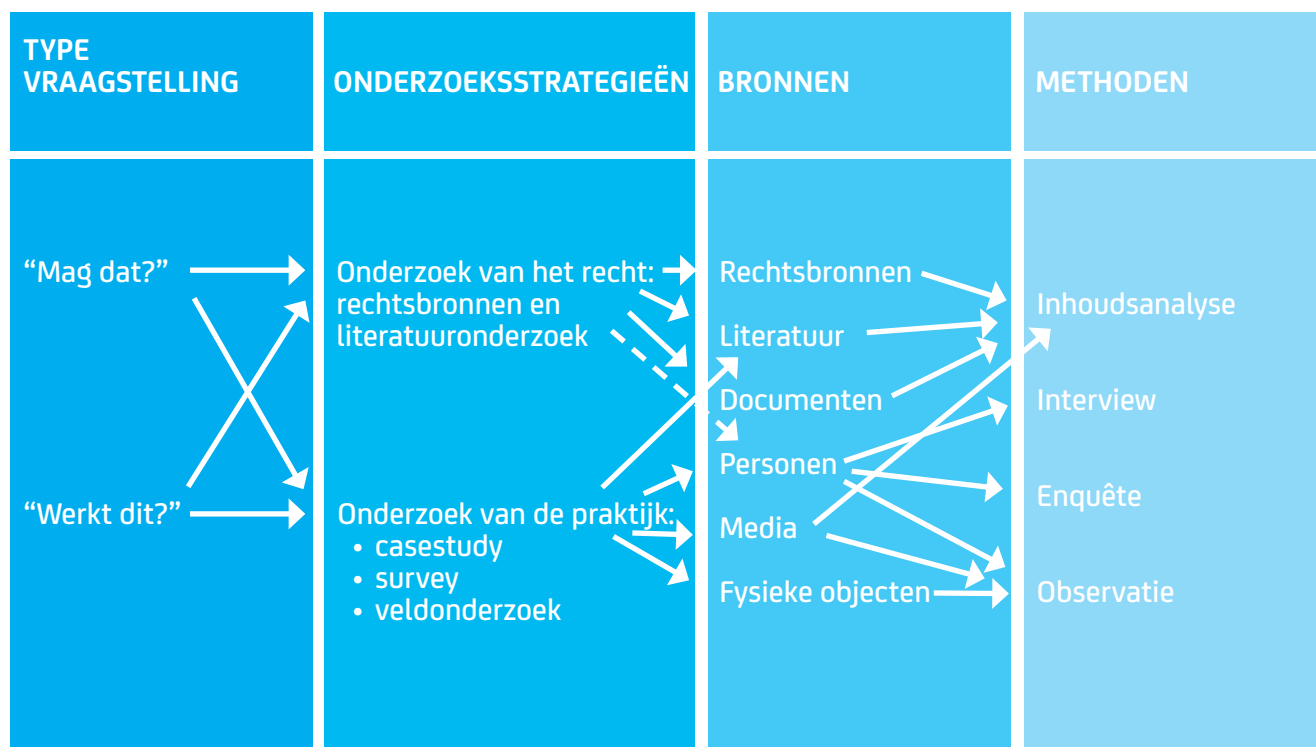 TYPE
VRAAGSTELLING
ONDERZOEKSSTRATEGIEËN
BRONNEN
METHODEN
“Mag dat?”
“Werkt dit?”
Onderzoek van het recht:
rechtsbronnen en
literatuuronderzoek
Onderzoek van de praktijk:
• casestudy
• survey
• veldonderzoek
Rechtsbronnen
Literatuur
Documenten
Personen
Media
Fysieke objecten
Inhoudsanalyse
Interview
Enquête
Observatie